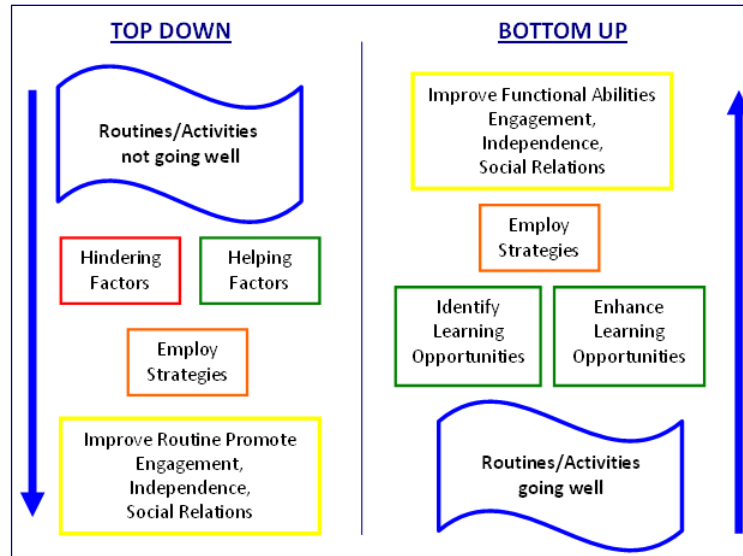 TOP DOWN
Routines/Activities
not going well
Hindering
Factors
Helping
Factors
Employ
Strategies
Improve Routine Promote
Engagement,
Independence,
Social Relations
BOTTOM UP
Improve Functional Abilities
Engagement,
Independence,
Social Relations
Employ
Strategies
Identify
Learning
Opportunities
Enhance
Learning
Opportunities
Routines/Activities
going well